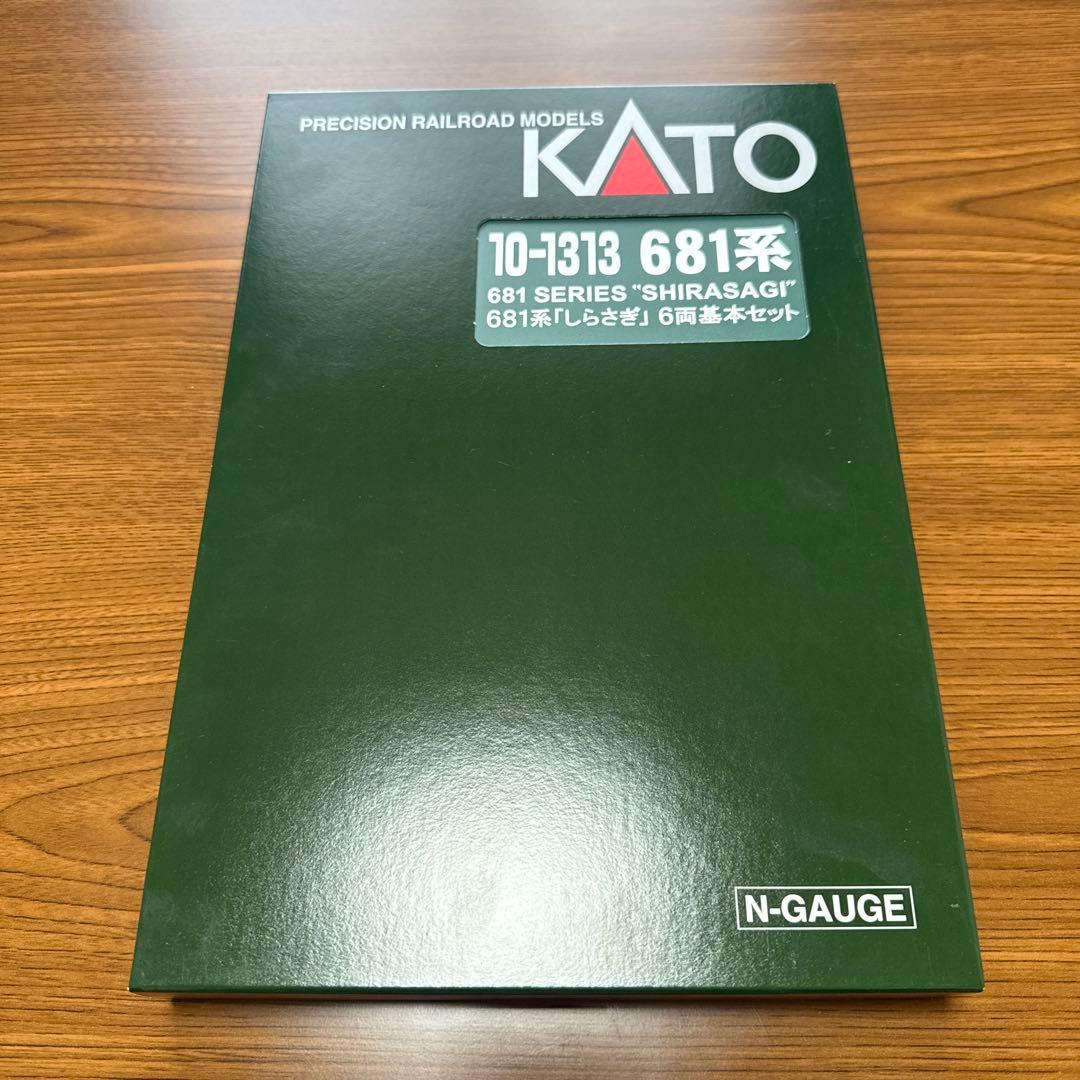 PRECISION RAILROAD MODELS
KATO
10-1313 681系
681 SERIES "SHIRASAGI"
681系「しらさぎ」6両基本セット
N-GAUGE